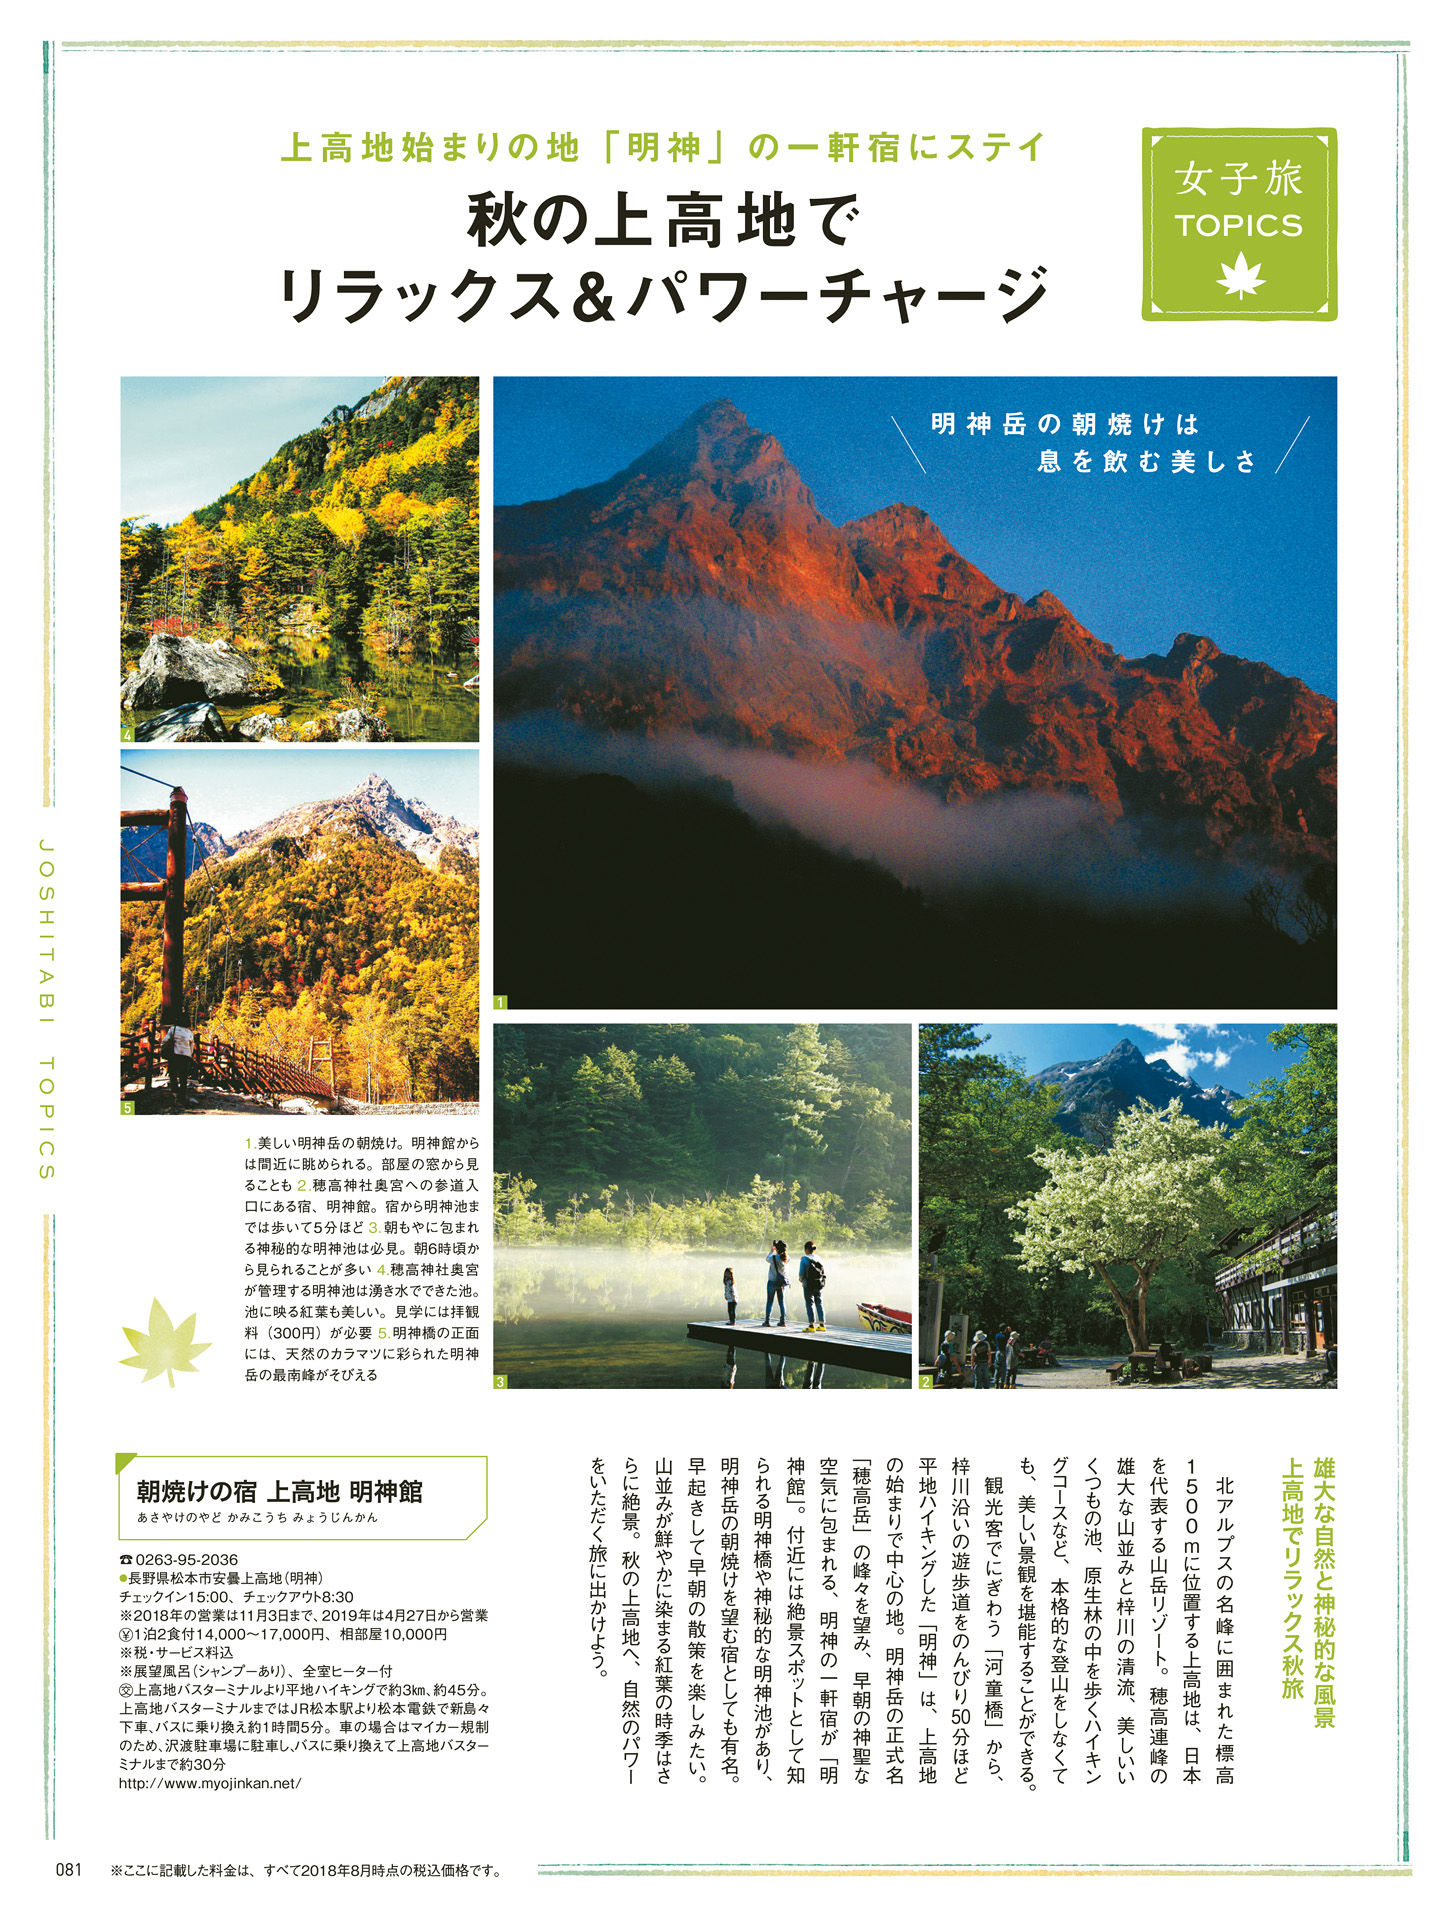 上高地始まりの地「明神」の一軒宿にステイ
秋の上高地で
リラックス&パワーチャージ
女子旅
TOPICS
明神岳の朝焼けは
息を飲む美しさ
4
5
1
3
2
JOSHITABI TOPICS
1.美しい明神岳の朝焼け。明神館から
は間近に眺められる。部屋の窓から見
ることも 2.穂高神社奥宮への参道入
口にある宿、明神館。宿から明神池ま
では歩いて5分ほど 3.朝もやに包まれ
る神秘的な明神池は必見。朝6時頃か
ら見られることが多い 4.穂高神社奥宮
が管理する明神池は湧き水でできた池。
池に映る紅葉も美しい。見学には拝観
料（300円）が必要 5.明神橋の正面
には、天然のカラマツに彩られた明神
岳の最南峰がそびえる
雄大な自然と神秘的な風景
上高地でリラックス秋旅
北アルプスの名峰に囲まれた標高
1500mに位置する上高地は、日本
を代表する山岳リゾート。穂高連峰の
雄大な山並みと梓川の清流、美しいい
くつもの池、原生林の中を歩くハイキン
グコースなど、本格的な登山をしなくて
も、美しい景観を堪能することができる。
観光客でにぎわう「河童橋」から、
梓川沿いの遊歩道をのんびり50分ほど
平地ハイキングした「明神」は、上高地
の始まりで中心の地。明神岳の正式名
「穂高岳」の峰々を望み、早朝の神聖な
空気に包まれる、明神の一軒宿が「明
神館」。付近には絶景スポットとして知
られる明神橋や神秘的な明神池があり、
明神岳の朝焼けを望む宿としても有名。
早起きして早朝の散策を楽しみたい。
山並みが鮮やかに染まる紅葉の時季はさ
らに絶景。秋の上高地へ、自然のパワー
をいただく旅に出かけよう。
朝焼けの宿 上高地 明神館
あさやけのやど かみこうち みょうじんかん
☎0263-95-2036
●長野県松本市安曇上高地（明神）
チェックイン15:00、チェックアウト8:30
※2018年の営業は11月3日まで、2019年は4月27日から営業
¥1泊2食付14,000〜17,000円、相部屋10,000円
※税・サービス料込
※展望風呂（シャンプーあり）、全室ヒーター付
交上高地バスターミナルより平地ハイキングで約3㎞、約45分。
上高地バスターミナルまではJR松本駅より松本電鉄で新島々
下車、バスに乗り換え約1時間5分。車の場合はマイカー規制
のため、沢渡駐車場に駐車し、バスに乗り換えて上高地バスター
ミナルまで約30分
http://www.myojinkan.net/
081
※ここに記載した料金は、すべて2018年8月時点の税込価格です。